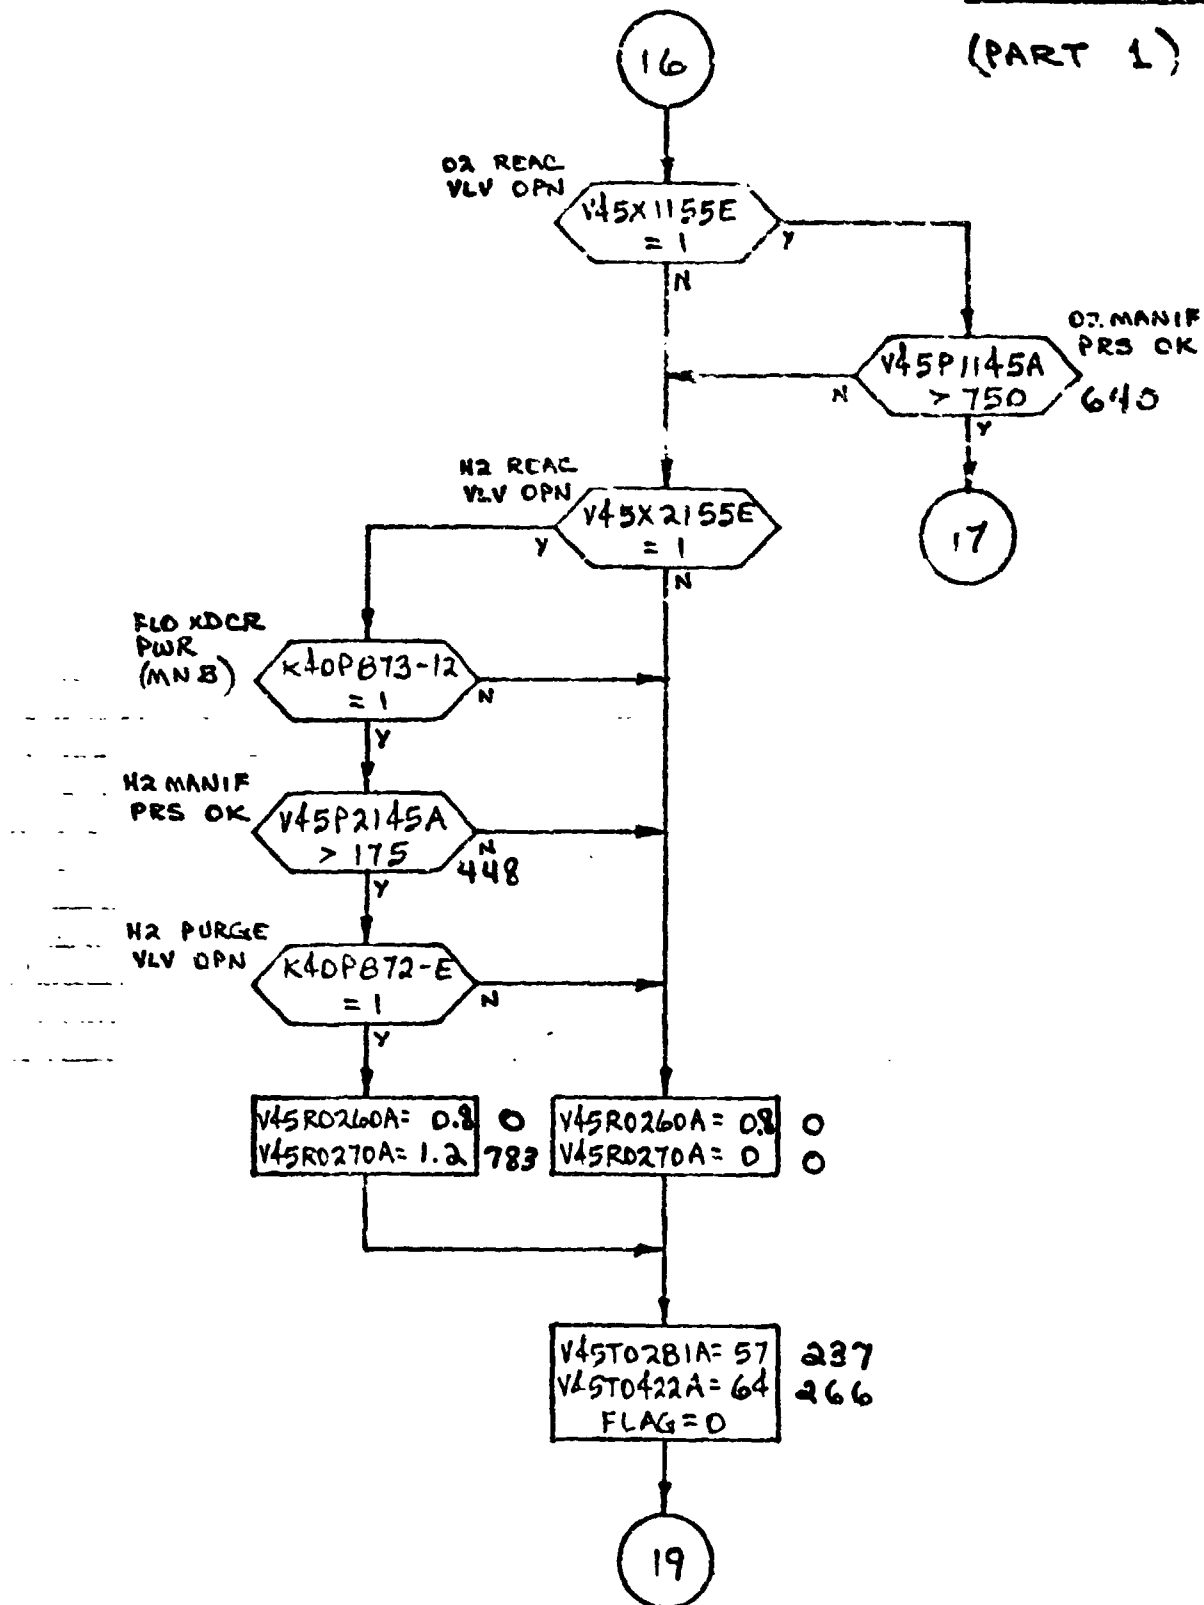 (PART 1)
16
O2 REAC
VLV OPN
V45X1155E
= 1
Y
N
O2 MANIF
PRS OK
V45P1145A
> 750
640
N
Y
17
H2 REAC
VLV OPN
V45X2155E
= 1
Y
N
FLO XDCR
PWR
(MN B)
K40P873-12
= 1
N
Y
H2 MANIF
PRS OK
V45P2145A
> 175
N
448
Y
H2 PURGE
VLV OPN
K40P872-E
= 1
N
Y
V45R0260A= 0.8 0
V45R0270A= 1.2 783
V45R0260A = 0.8 0
V45R0270A = 0 0
V45T0281A= 57 237
V45T0422A= 64 266
FLAG = 0
19